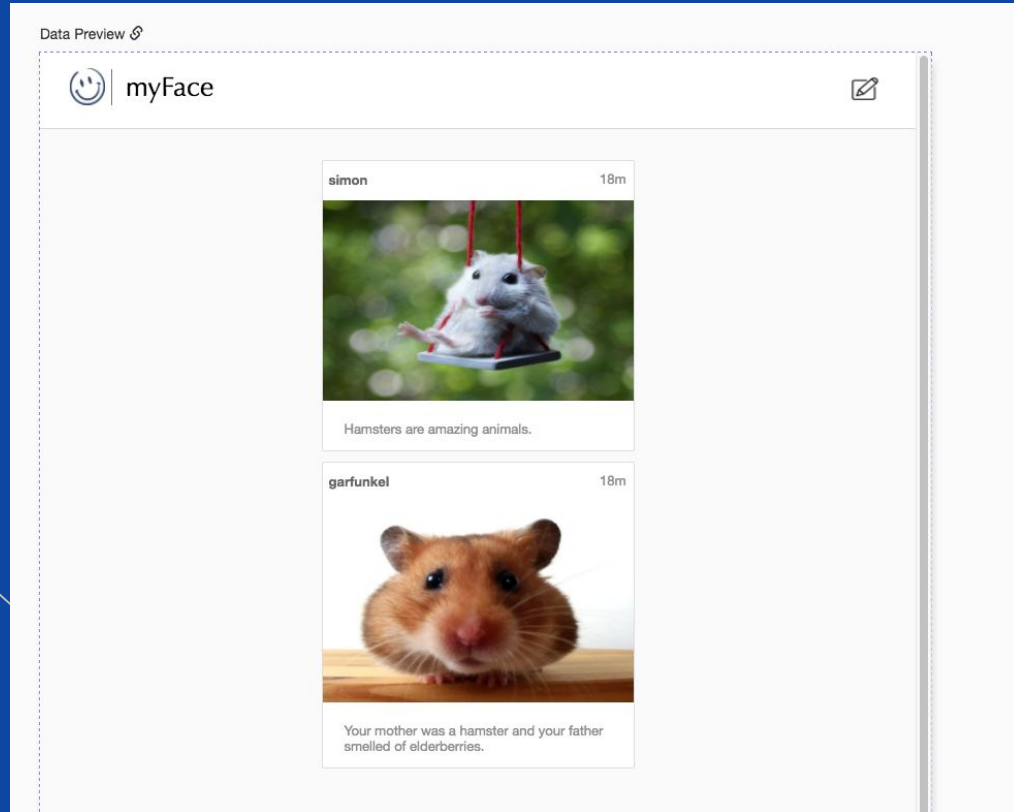 Data Preview
myFace
simon 18m
Hamsters are amazing animals.
garfunkel 18m
Your mother was a hamster and your father
smelled of elderberries.